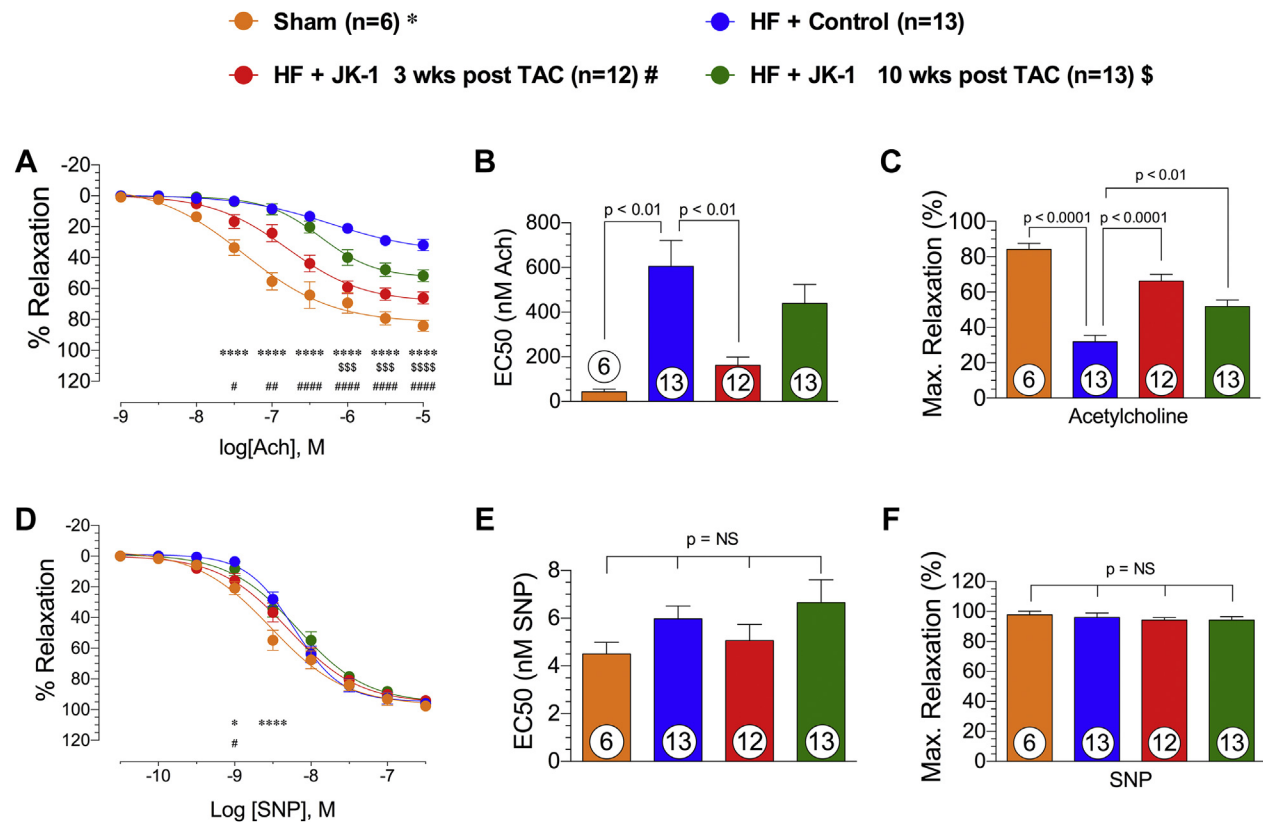 Sham (n=6) *
HF + Control (n=13)
HF + JK-1 3 wks post TAC (n=12) #
HF + JK-1 10 wks post TAC (n=13) $
A
% Relaxation
-20
0
20
40
60
80
100
120
**** **** **** **** **** ****
$$$ $$$ $$$$
# ## #### #### #### ####
-9 -8 -7 -6 -5
log[Ach], M
B
EC50 (nM Ach)
800
600
400
200
0
p < 0.01 p < 0.01
6 13 12 13
C
Max. Relaxation (%)
100
80
60
40
20
0
p < 0.01
p < 0.0001 p < 0.0001
6 13 12 13
Acetylcholine
D
% Relaxation
-20
0
20
40
60
80
100
120
* ****
#
-10 -9 -8 -7
Log [SNP], M
E
EC50 (nM SNP)
8
6
4
2
0
p = NS
6 13 12 13
F
Max. Relaxation (%)
120
100
80
60
40
20
0
p = NS
6 13 12 13
SNP